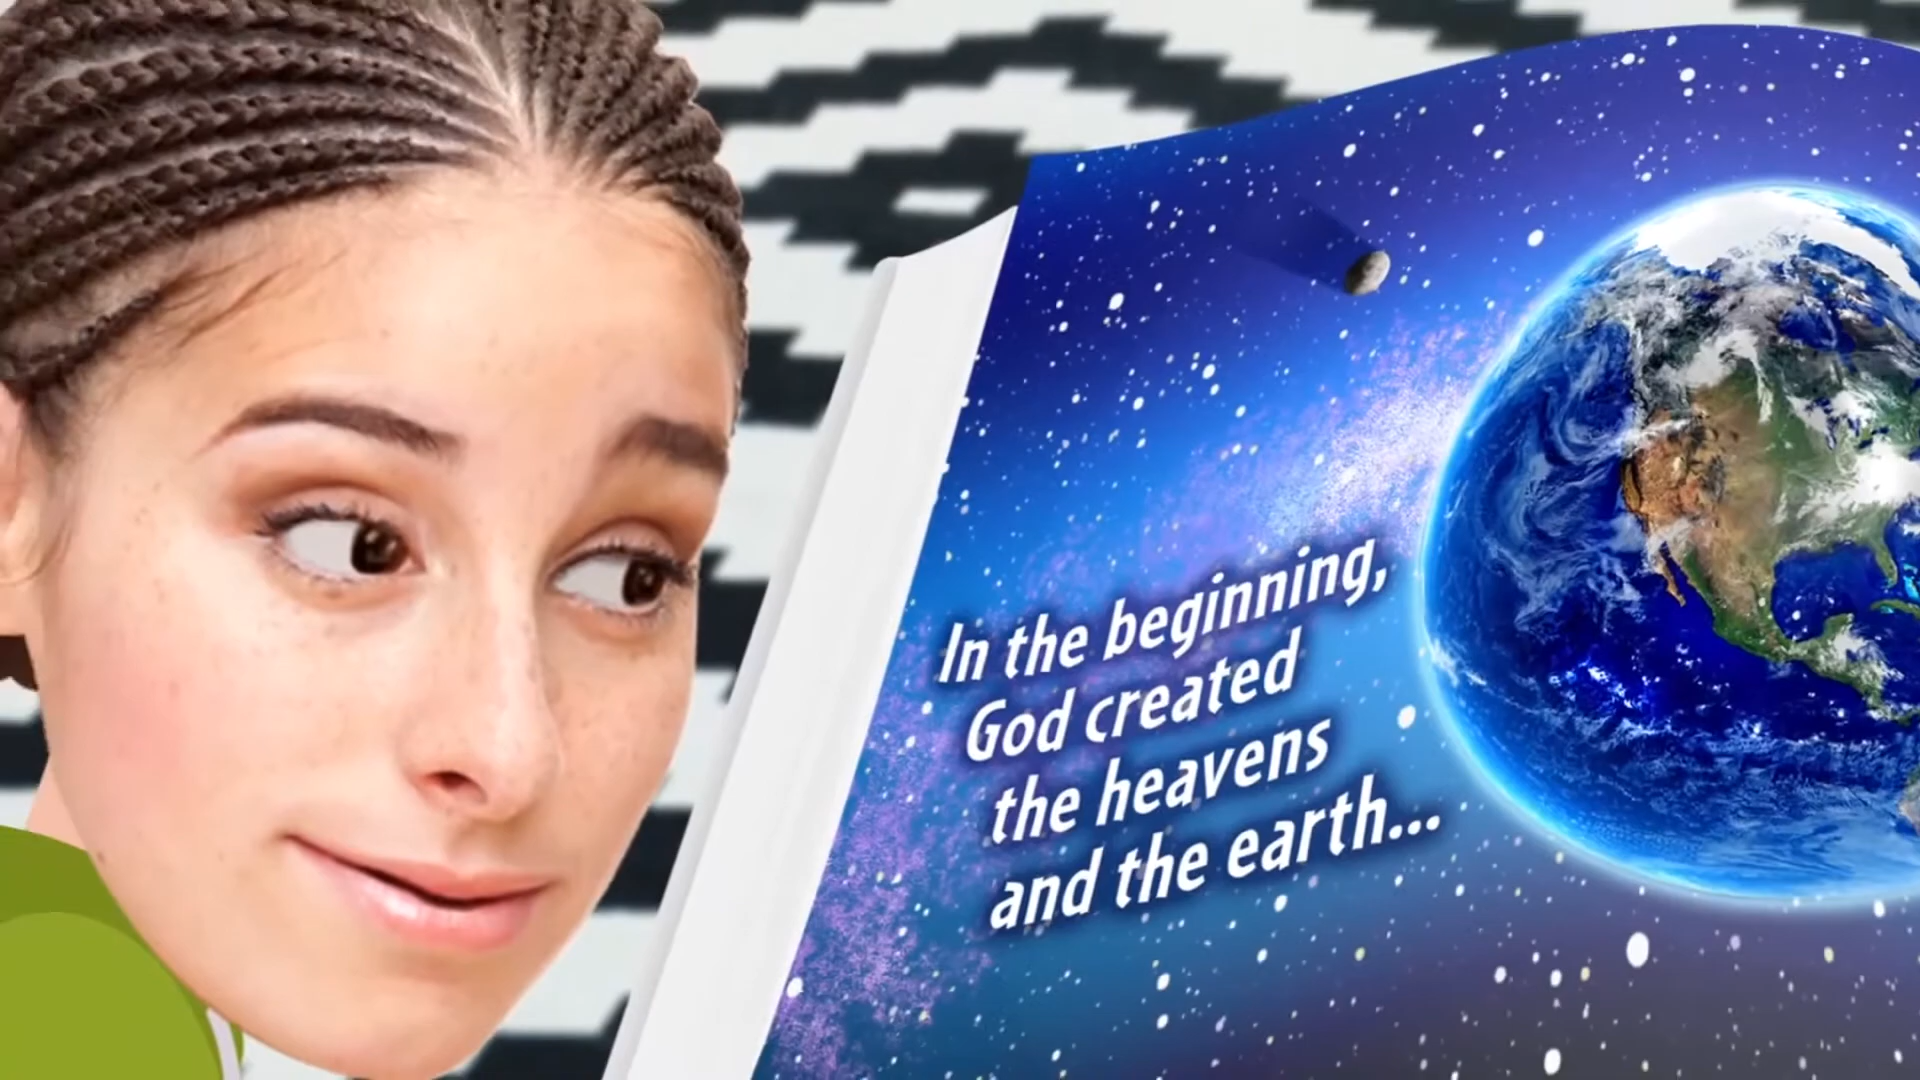 In the beginning,
God created
the heavens
and the earth...